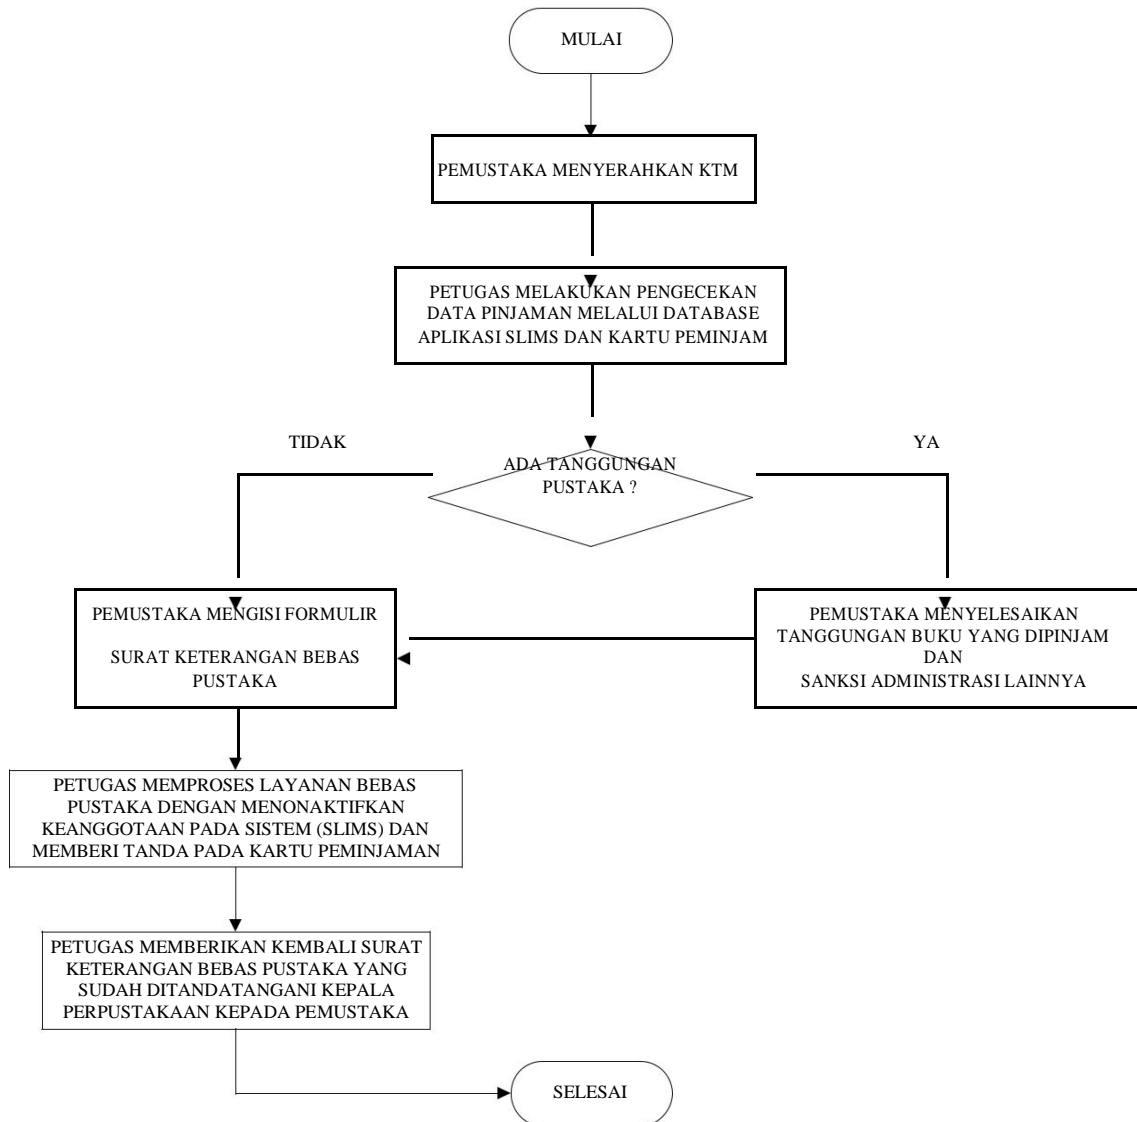 MULAI
PEMUSTAKA MENYERAHKAN KTM
PETUGAS MELAKUKAN PENGECEKAN
DATA PINJAMAN MELALUI DATABASE
APLIKASI SLIMS DAN KARTU PEMINJAM
TIDAK
YA
ADA TANGGUNGAN
PUSTAKA ?
PEMUSTAKA MENGISI FORMULIR
SURAT KETERANGAN BEBAS
PUSTAKA
PEMUSTAKA MENYELESAIKAN
TANGGUNGAN BUKU YANG DIPINJAM
DAN
SANKSI ADMINISTRASI LAINNYA
PETUGAS MEMPROSES LAYANAN BEBAS
PUSTAKA DENGAN MENONAKTIFKAN
KEANGGOTAAN PADA SISTEM (SLIMS) DAN
MEMBERI TANDA PADA KARTU PEMINJAMAN
PETUGAS MEMBERIKAN KEMBALI SURAT
KETERANGAN BEBAS PUSTAKA YANG
SUDAH DITANDATANGANI KEPALA
PERPUSTAKAAN KEPADA PEMUSTAKA
SELESAI